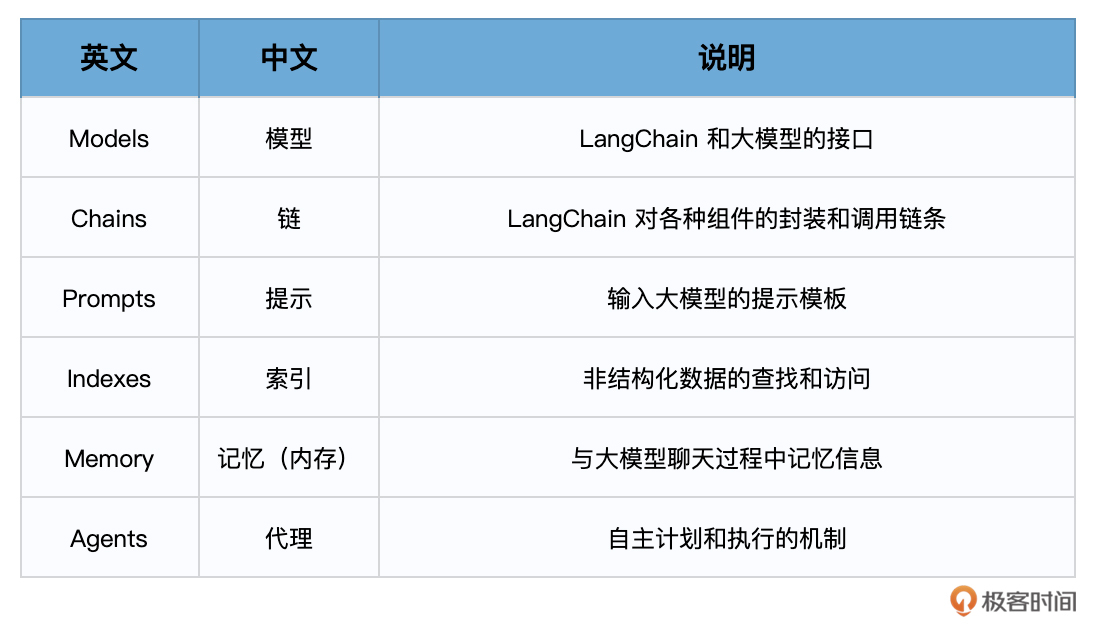 英文 中文 说明
Models 模型 LangChain 和大模型的接口
Chains 链 LangChain 对各种组件的封装和调用链条
Prompts 提示 输入大模型的提示模板
Indexes 索引 非结构化数据的查找和访问
Memory 记忆（内存） 与大模型聊天过程中记忆信息
Agents 代理 自主计划和执行的机制
极客时间